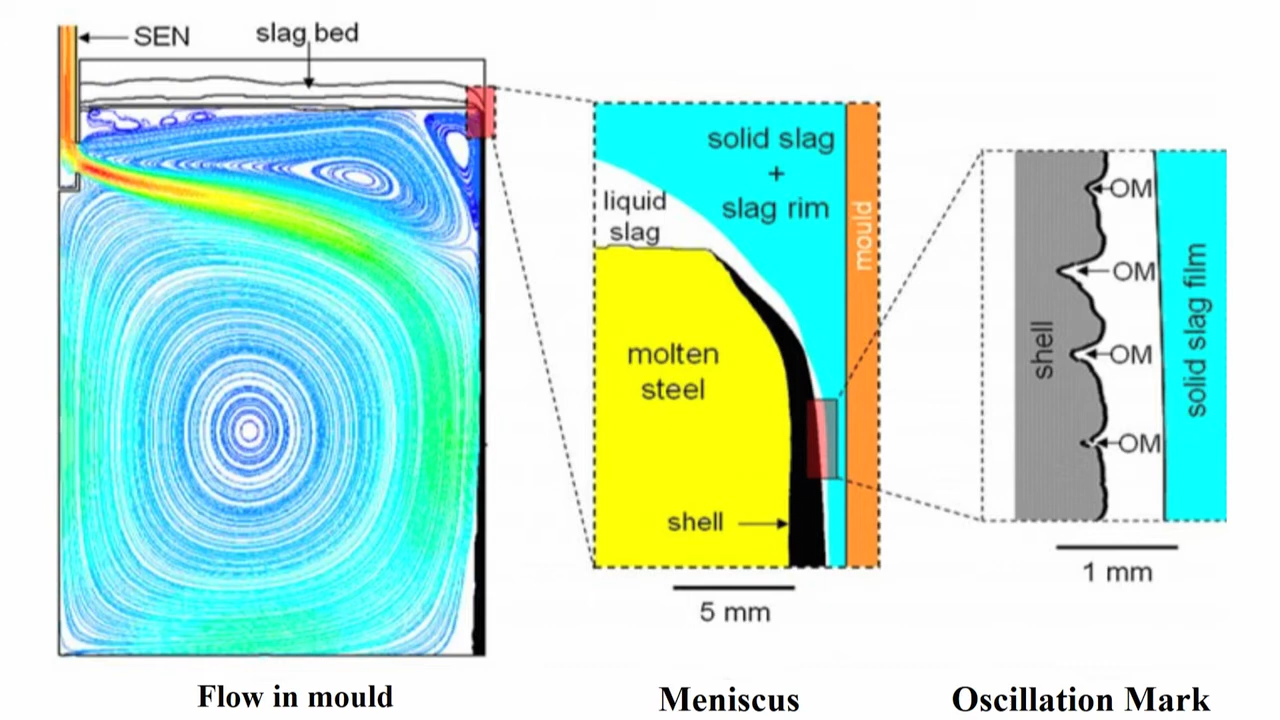 SEN
slag bed
solid slag
+
slag rim
liquid
slag
mould
molten
steel
shell
5 mm
OM
OM
OM
OM
shell
solid slag film
1 mm
Flow in mould
Meniscus
Oscillation Mark